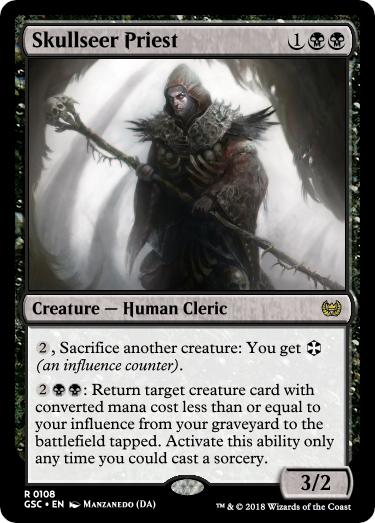 Skullseer Priest 1
Creature — Human Cleric
2, Sacrifice another creature: You get
(an influence counter).
2: Return target creature card with
converted mana cost less than or equal to
your influence from your graveyard to the
battlefield tapped. Activate this ability only
any time you could cast a sorcery.
3/2
R 0108
GSC • EN MANZANEDO (DA)
™ & © 2018 Wizards of the Coast